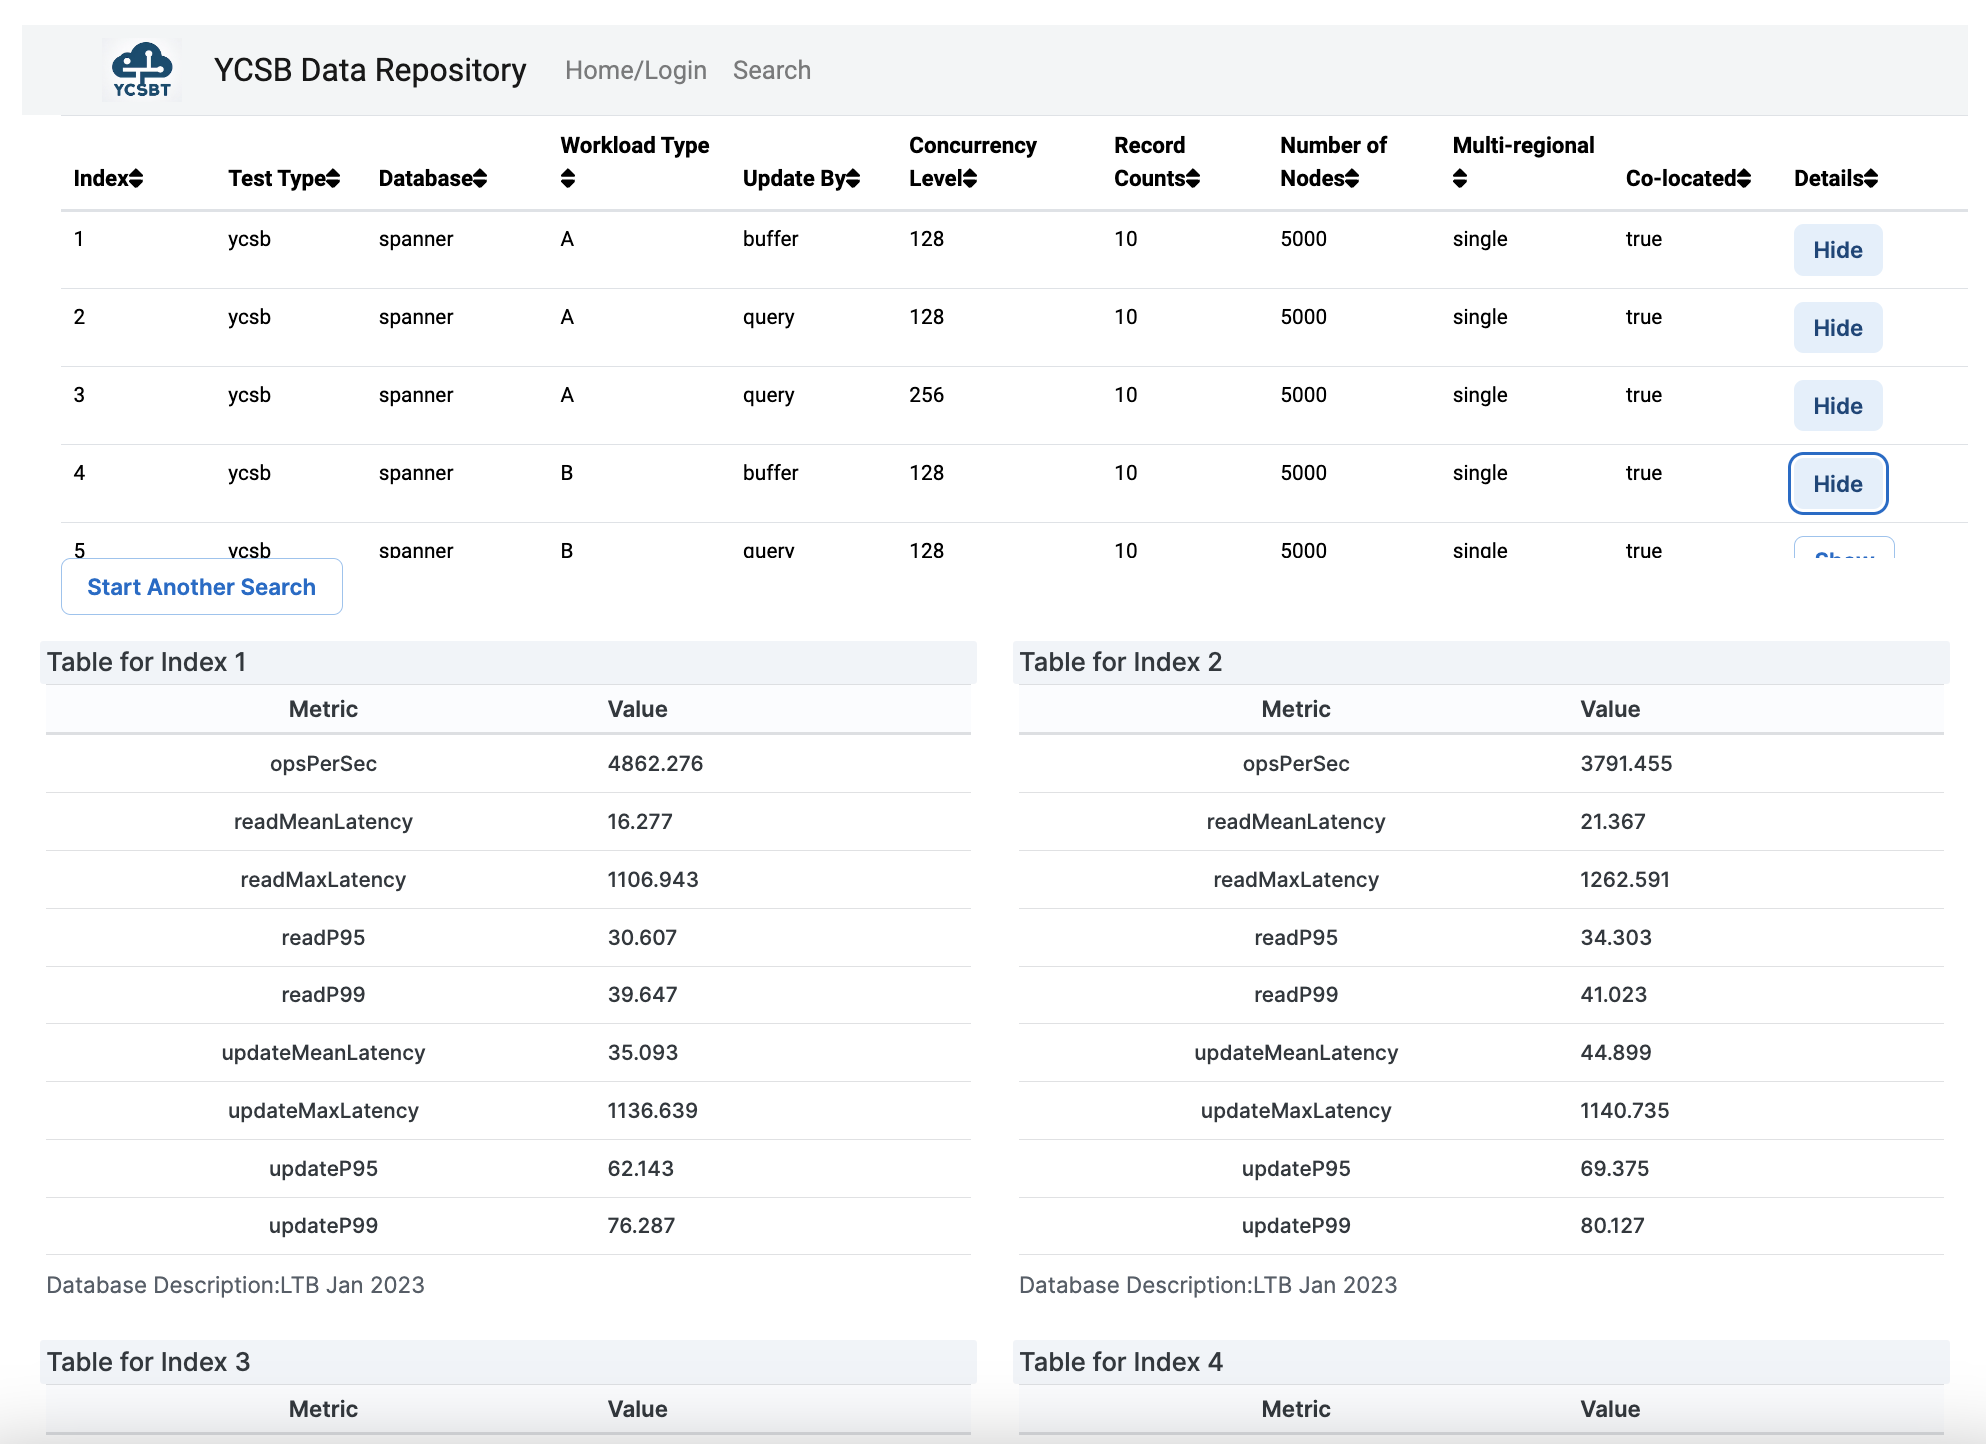 YCSBT
YCSB Data Repository Home/Login Search
Index Test Type Database Workload Type Update By Concurrency Level Record Counts Number of Nodes Multi-regional Co-located Details
1 ycsb spanner A buffer 128 10 5000 single true Hide
2 ycsb spanner A query 128 10 5000 single true Hide
3 ycsb spanner A query 256 10 5000 single true Hide
4 ycsb spanner B buffer 128 10 5000 single true Hide
5 ycsb spanner B query 128 10 5000 single true Show
Start Another Search
Table for Index 1
Metric Value
opsPerSec 4862.276
readMeanLatency 16.277
readMaxLatency 1106.943
readP95 30.607
readP99 39.647
updateMeanLatency 35.093
updateMaxLatency 1136.639
updateP95 62.143
updateP99 76.287
Database Description:LTB Jan 2023
Table for Index 2
Metric Value
opsPerSec 3791.455
readMeanLatency 21.367
readMaxLatency 1262.591
readP95 34.303
readP99 41.023
updateMeanLatency 44.899
updateMaxLatency 1140.735
updateP95 69.375
updateP99 80.127
Database Description:LTB Jan 2023
Table for Index 3
Metric Value
Table for Index 4
Metric Value